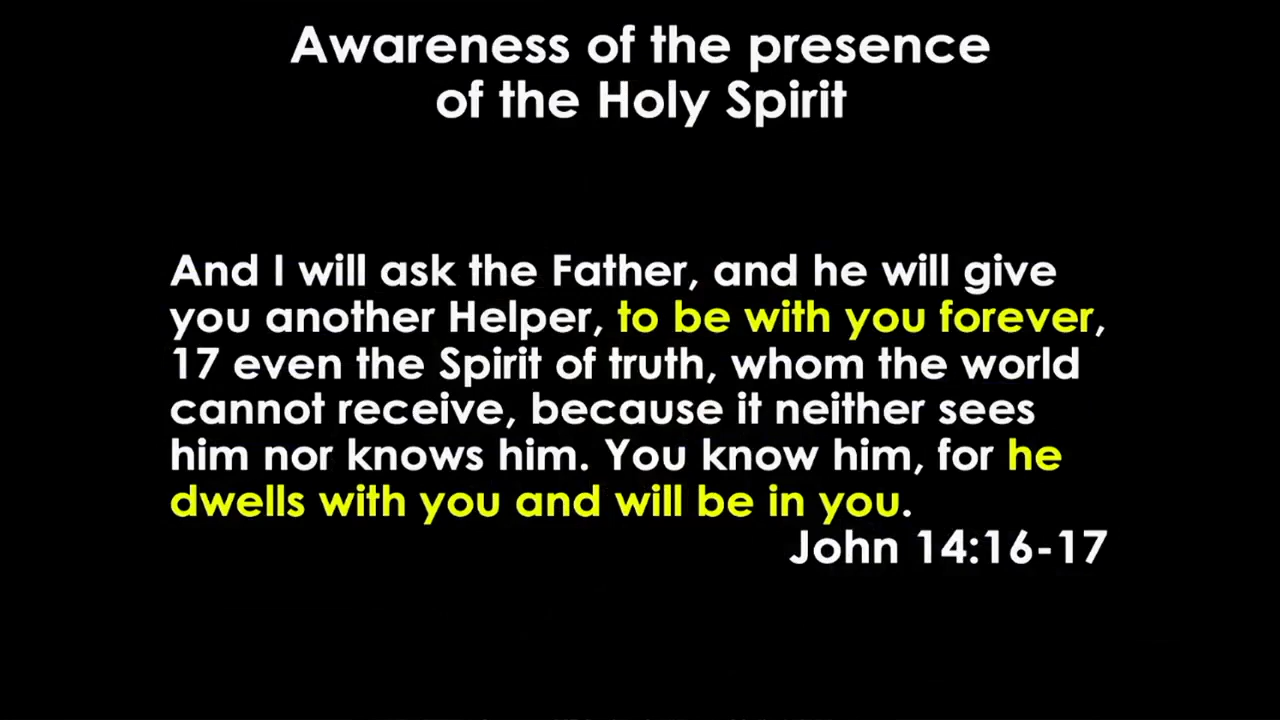 Awareness of the presence
of the Holy Spirit
And I will ask the Father, and he will give
you another Helper, to be with you forever,
17 even the Spirit of truth, whom the world
cannot receive, because it neither sees
him nor knows him. You know him, for he
dwells with you and will be in you.
John 14:16-17